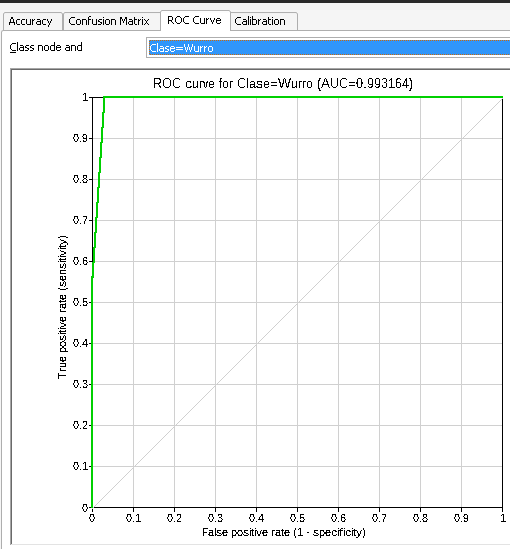 Accuracy Confusion Matrix ROC Curve Calibration
Class node and Clase=Wurro
ROC curve for Clase=Wurro (AUC=0.993164)
1
0.9
0.8
0.7
0.6
0.5
0.4
0.3
0.2
0.1
0
True positive rate (sensitivity)
0 0.1 0.2 0.3 0.4 0.5 0.6 0.7 0.8 0.9 1
False positive rate (1 - specificity)